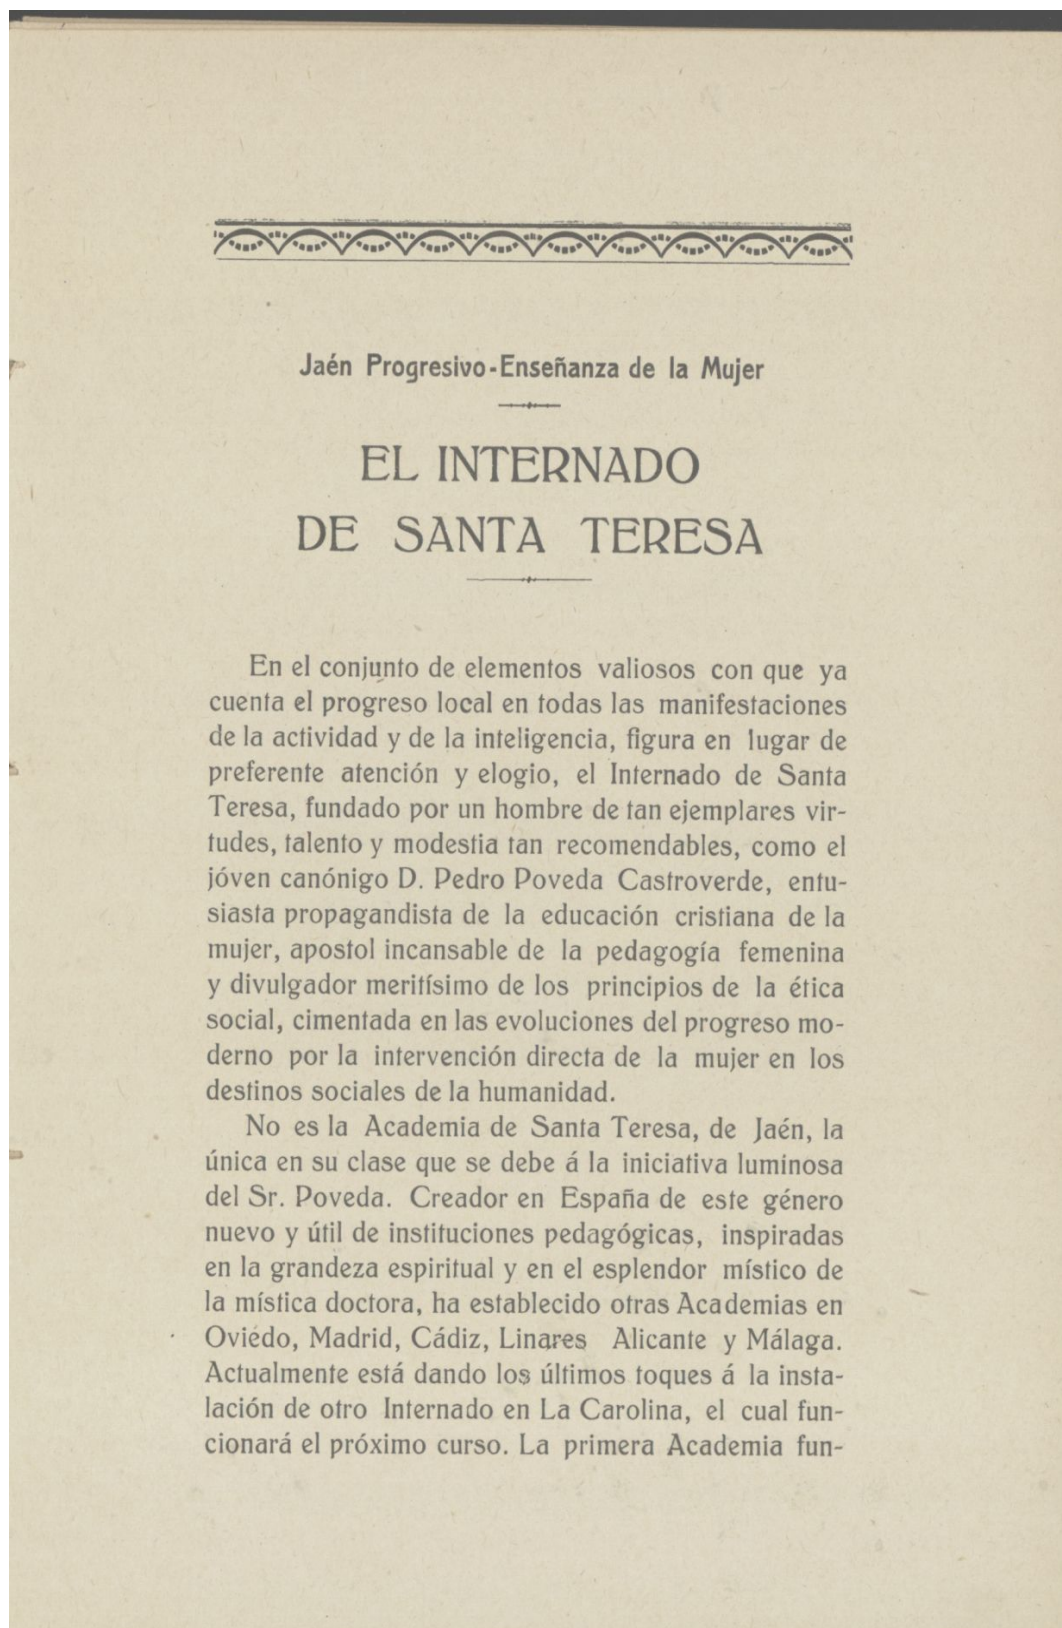 Jaén Progresivo-Enseñanza de la Mujer
EL INTERNADO
DE SANTA TERESA
En el conjunto de elementos valiosos con que ya
cuenta el progreso local en todas las manifestaciones
de la actividad y de la inteligencia, figura en lugar de
preferente atención y elogio, el Internado de Santa
Teresa, fundado por un hombre de tan ejemplares vir-
tudes, talento y modestia tan recomendables, como el
jóven canónigo D. Pedro Poveda Castroverde, entu-
siasta propagandista de la educación cristiana de la
mujer, apostol incansable de la pedagogía femenina
y divulgador meritísimo de los principios de la ética
social, cimentada en las evoluciones del progreso mo-
derno por la intervención directa de la mujer en los
destinos sociales de la humanidad.
No es la Academia de Santa Teresa, de Jaén, la
única en su clase que se debe á la iniciativa luminosa
del Sr. Poveda. Creador en España de este género
nuevo y útil de instituciones pedagógicas, inspiradas
en la grandeza espiritual y en el esplendor místico de
la mística doctora, ha establecido otras Academias en
Oviédo, Madrid, Cádiz, Linares Alicante y Málaga.
Actualmente está dando los últimos toques á la insta-
lación de otro Internado en La Carolina, el cual fun-
cionará el próximo curso. La primera Academia fun-